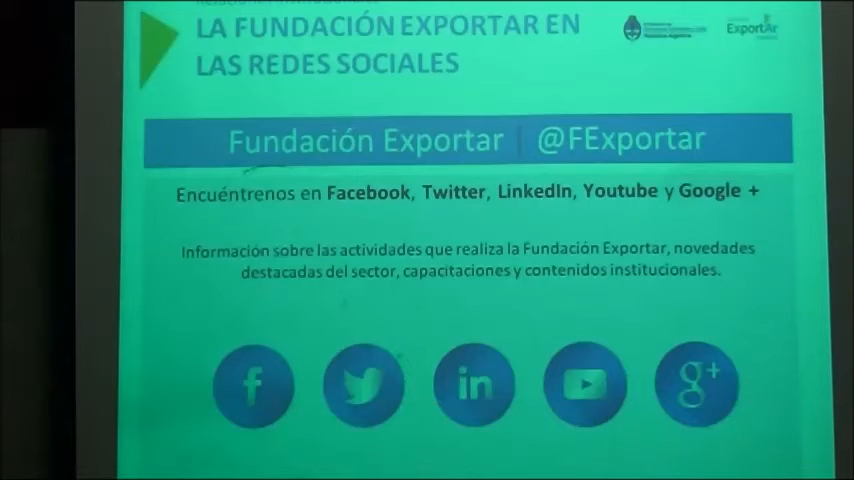 LA FUNDACIÓN EXPORTAR EN
LAS REDES SOCIALES
ExportAr
Fundación Exportar | @FExportar
Encuéntrenos en Facebook, Twitter, LinkedIn, Youtube y Google +
Información sobre las actividades que realiza la Fundación Exportar, novedades
destacadas del sector, capacitaciones y contenidos institucionales.
f
in
g+